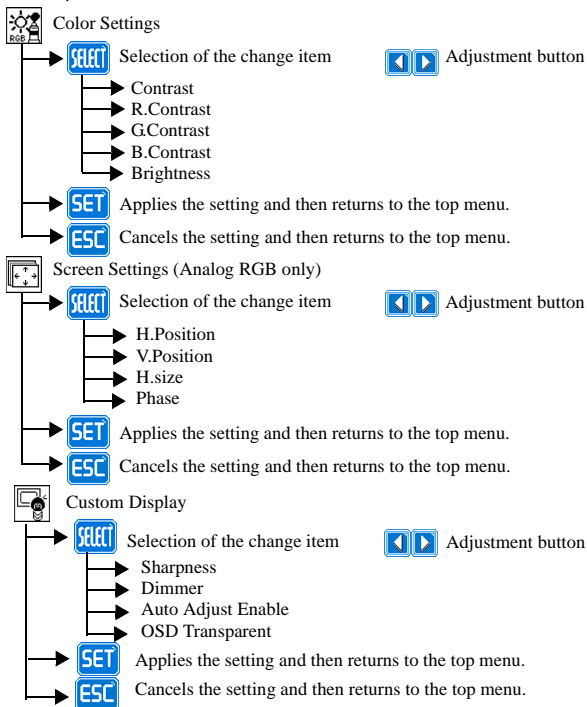 RGB Color Settings
SELECT Selection of the change item Adjustment button
Contrast
R.Contrast
G.Contrast
B.Contrast
Brightness
SET Applies the setting and then returns to the top menu.
ESC Cancels the setting and then returns to the top menu.
Screen Settings (Analog RGB only)
SELECT Selection of the change item Adjustment button
H.Position
V.Position
H.size
Phase
SET Applies the setting and then returns to the top menu.
ESC Cancels the setting and then returns to the top menu.
Custom Display
SELECT Selection of the change item Adjustment button
Sharpness
Dimmer
Auto Adjust Enable
OSD Transparent
SET Applies the setting and then returns to the top menu.
ESC Cancels the setting and then returns to the top menu.